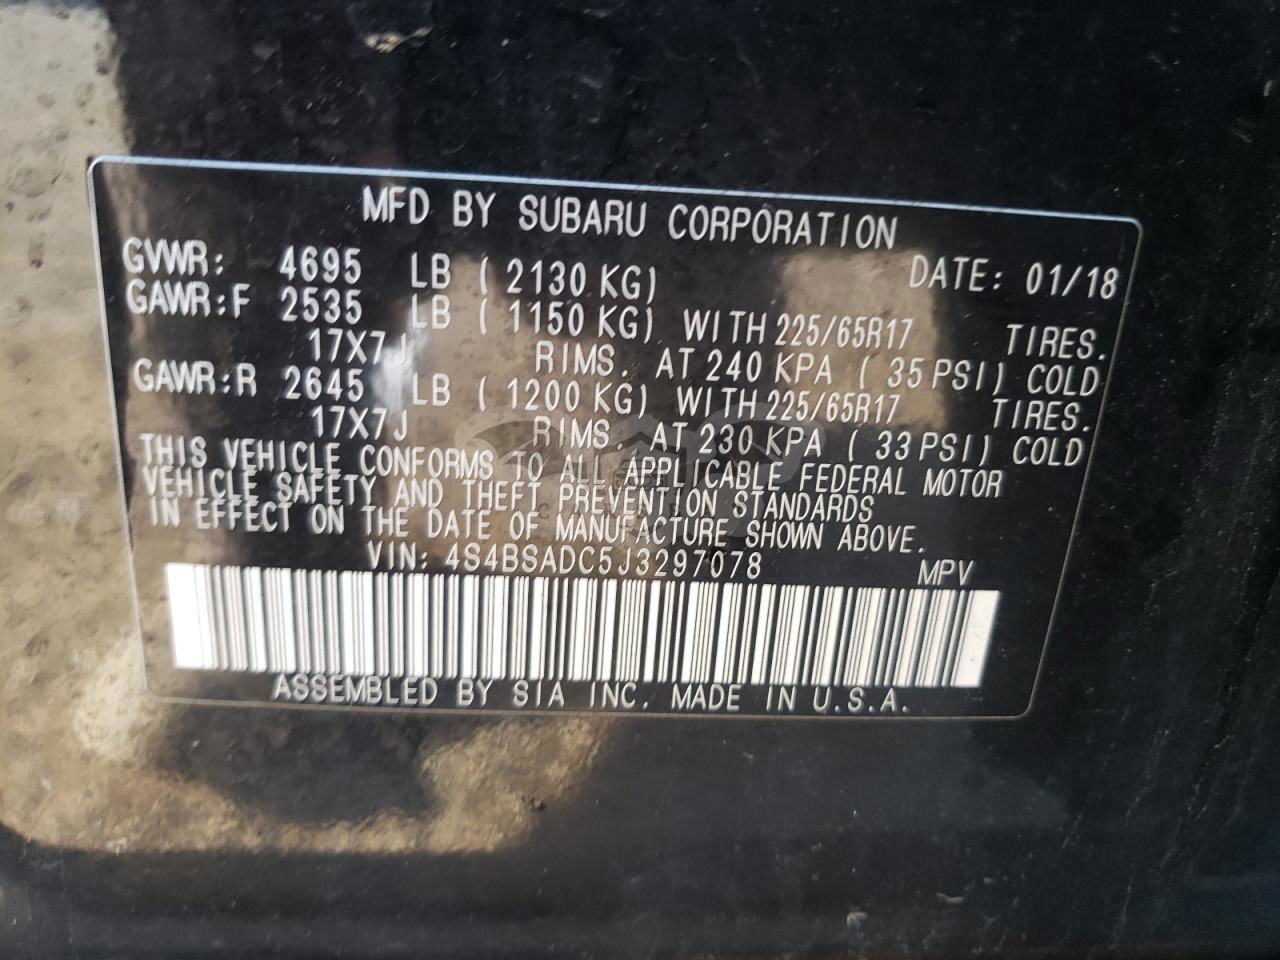 MFD BY SUBARU CORPORATION
GVWR: 4695 LB ( 2130 KG) DATE: 01/18
GAWR:F 2535 LB ( 1150 KG) WITH 225/65R17 TIRES.
17X7J RIMS. AT 240 KPA ( 35 PSI) COLD
GAWR:R 2645 LB ( 1200 KG) WITH 225/65R17 TIRES.
17X7J RIMS. AT 230 KPA ( 33 PSI) COLD
THIS VEHICLE CONFORMS TO ALL APPLICABLE FEDERAL MOTOR
VEHICLE SAFETY AND THEFT PREVENTION STANDARDS
IN EFFECT ON THE DATE OF MANUFACTURE SHOWN ABOVE.
VIN: 4S4BSADC5J3297078 MPV
ASSEMBLED BY SIA INC. MADE IN U.S.A.